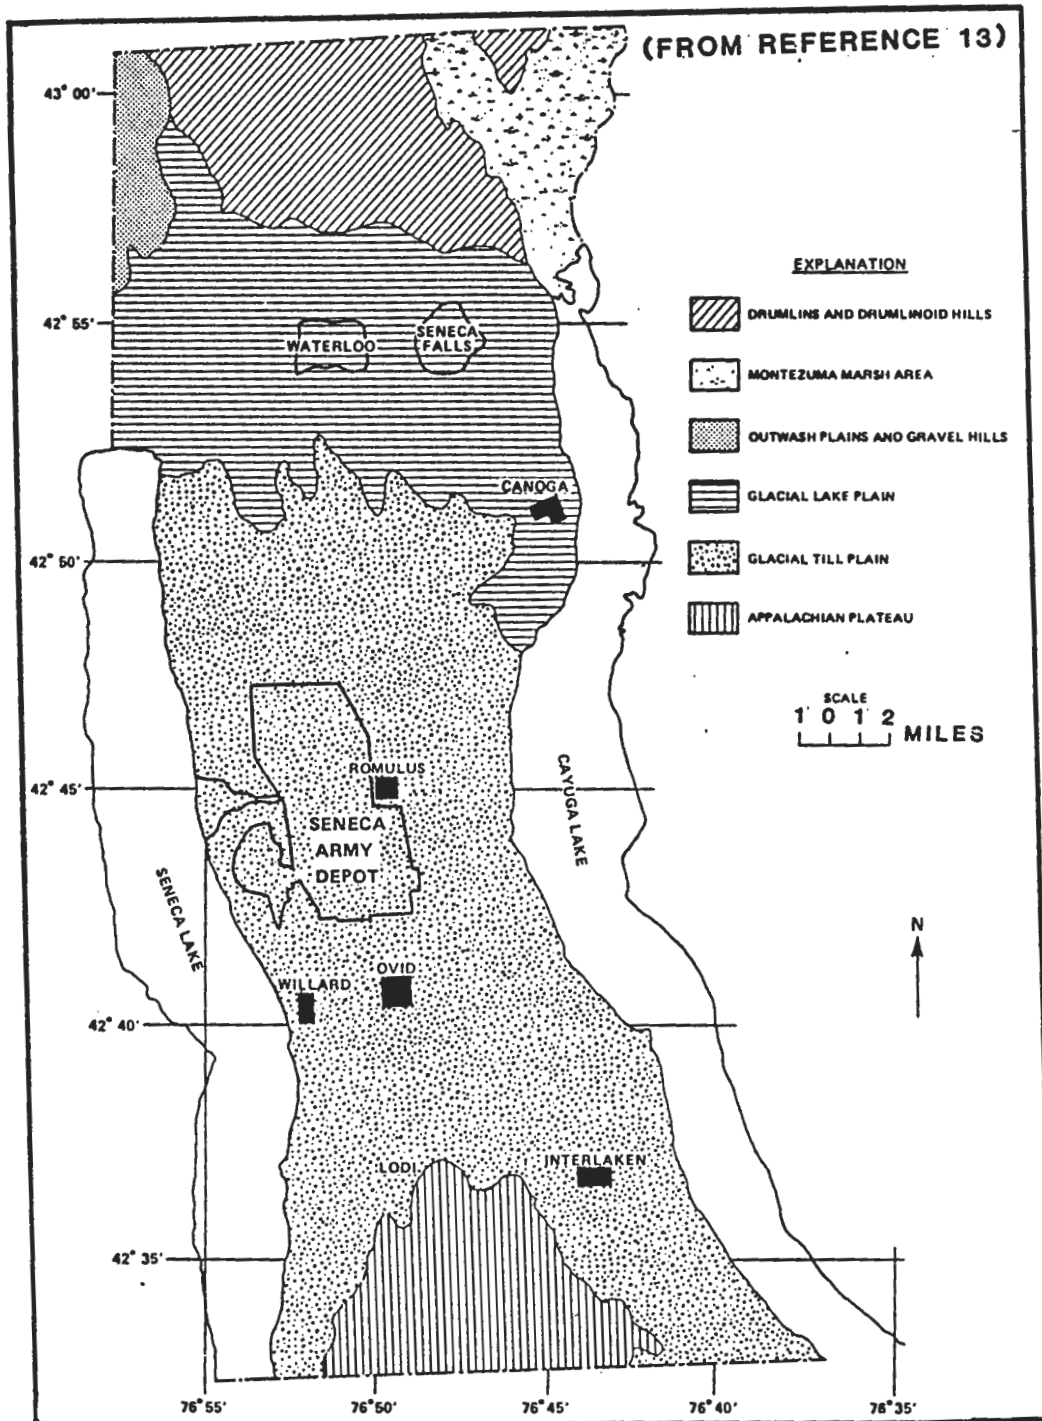 (FROM REFERENCE 13)
43° 00'
EXPLANATION
DRUMLINS AND DRUMLINOID HILLS
42° 55'
WATERLOO
SENECA
FALLS
MONTEZUMA MARSH AREA
OUTWASH PLAINS AND GRAVEL HILLS
CANOGA
GLACIAL LAKE PLAIN
42° 50'
GLACIAL TILL PLAIN
APPALACHIAN PLATEAU
SCALE
1 0 1 2 MILES
ROMULUS
42° 45'
SENECA
ARMY
DEPOT
CAYUGA LAKE
SENECA LAKE
N
WILLARD
OVID
42° 40'
LODI
INTERLAKEN
42° 35'
76° 55'
76° 50'
76° 45'
76° 40'
76° 35'